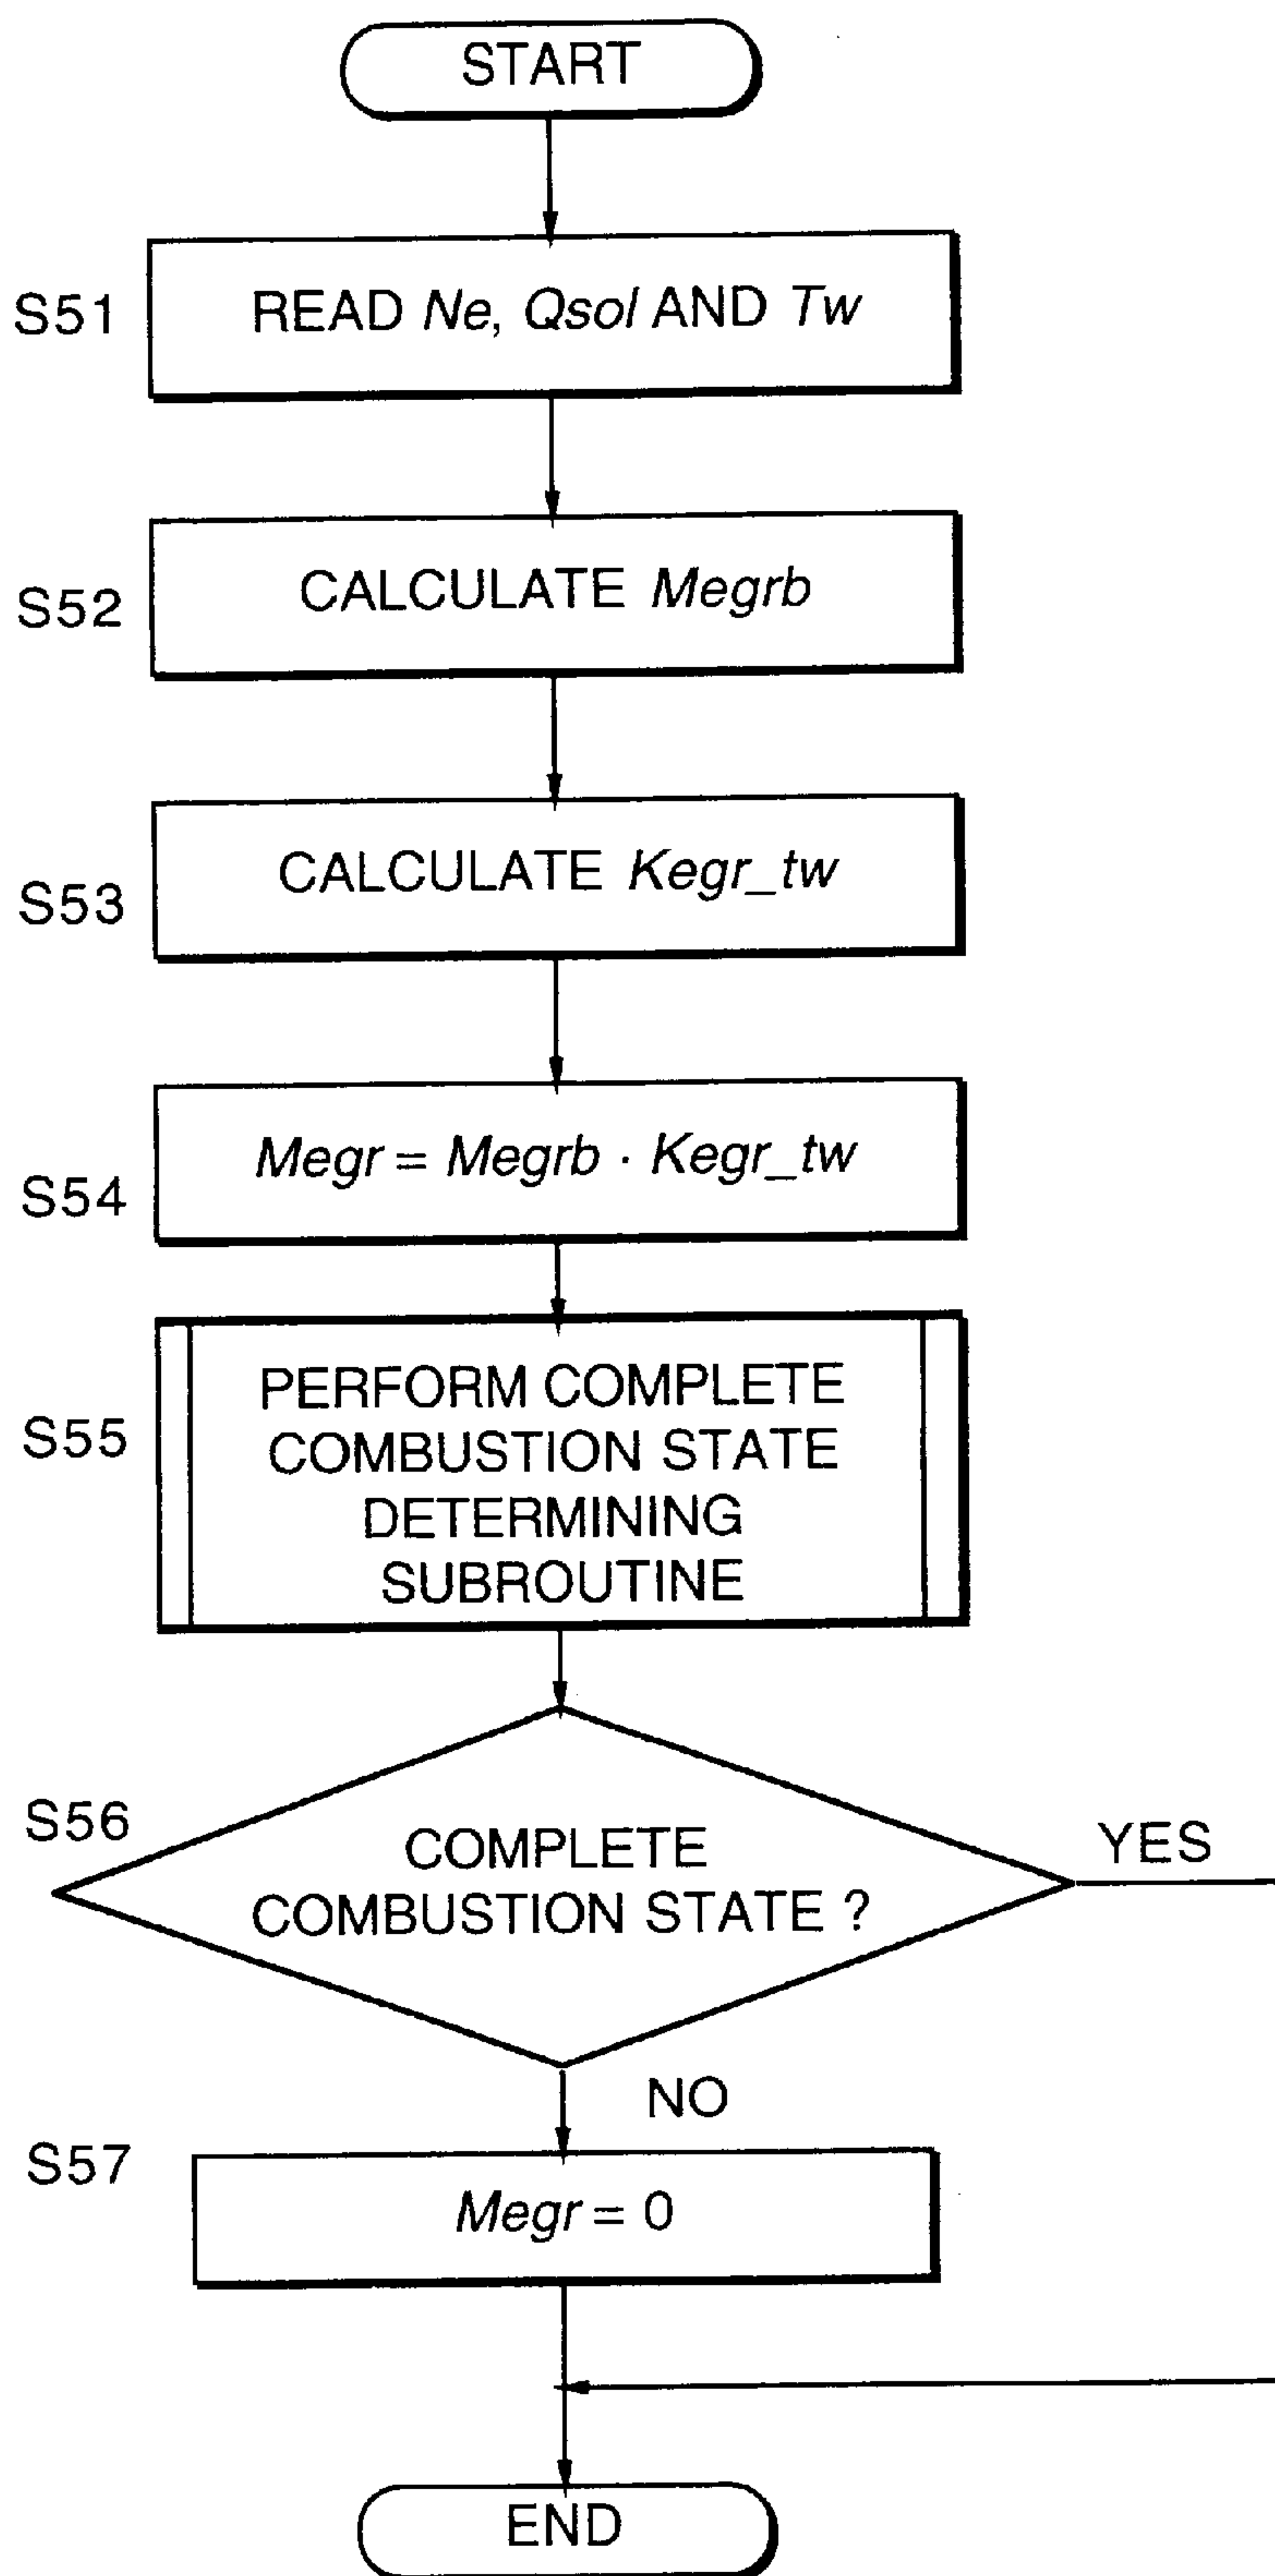 START
S51
READ Ne, Qsol AND Tw
S52
CALCULATE Megrb
S53
CALCULATE Kegr_tw
S54
Megr = Megrb · Kegr_tw
S55
PERFORM COMPLETE
COMBUSTION STATE
DETERMINING
SUBROUTINE
S56
COMPLETE
COMBUSTION STATE ?
YES
NO
S57
Megr = 0
END